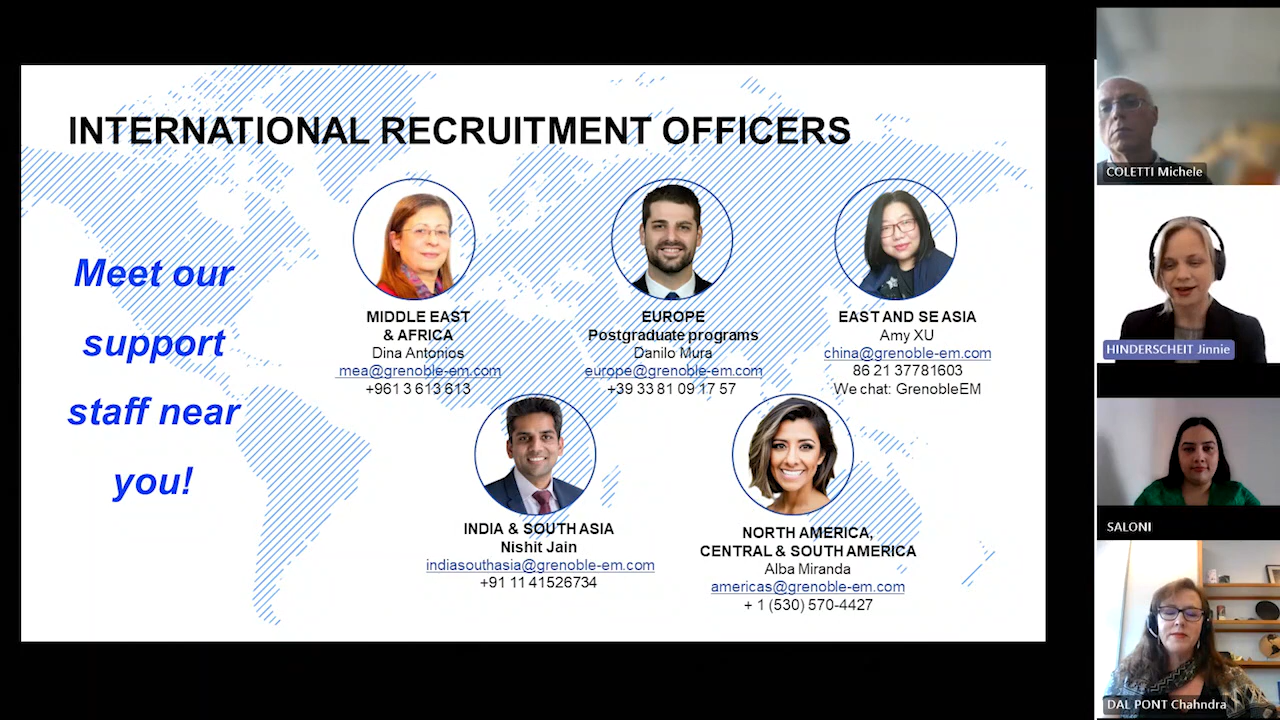 INTERNATIONAL RECRUITMENT OFFICERS
Meet our
support
staff near
you!
MIDDLE EAST
& AFRICA
Dina Antonios
mea@grenoble-em.com
+961 3 613 613
EUROPE
Postgraduate programs
Danilo Mura
europe@grenoble-em.com
+39 33 81 09 17 57
EAST AND SE ASIA
Amy XU
china@grenoble-em.com
86 21 37781603
We chat: GrenobleEM
INDIA & SOUTH ASIA
Nishit Jain
indiasouthasia@grenoble-em.com
+91 11 41526734
NORTH AMERICA,
CENTRAL & SOUTH AMERICA
Alba Miranda
americas@grenoble-em.com
+ 1 (530) 570-4427
COLETTI Michele
HINDERSCHEIT Jinnie
SALONI
DAL PONT Chahndra